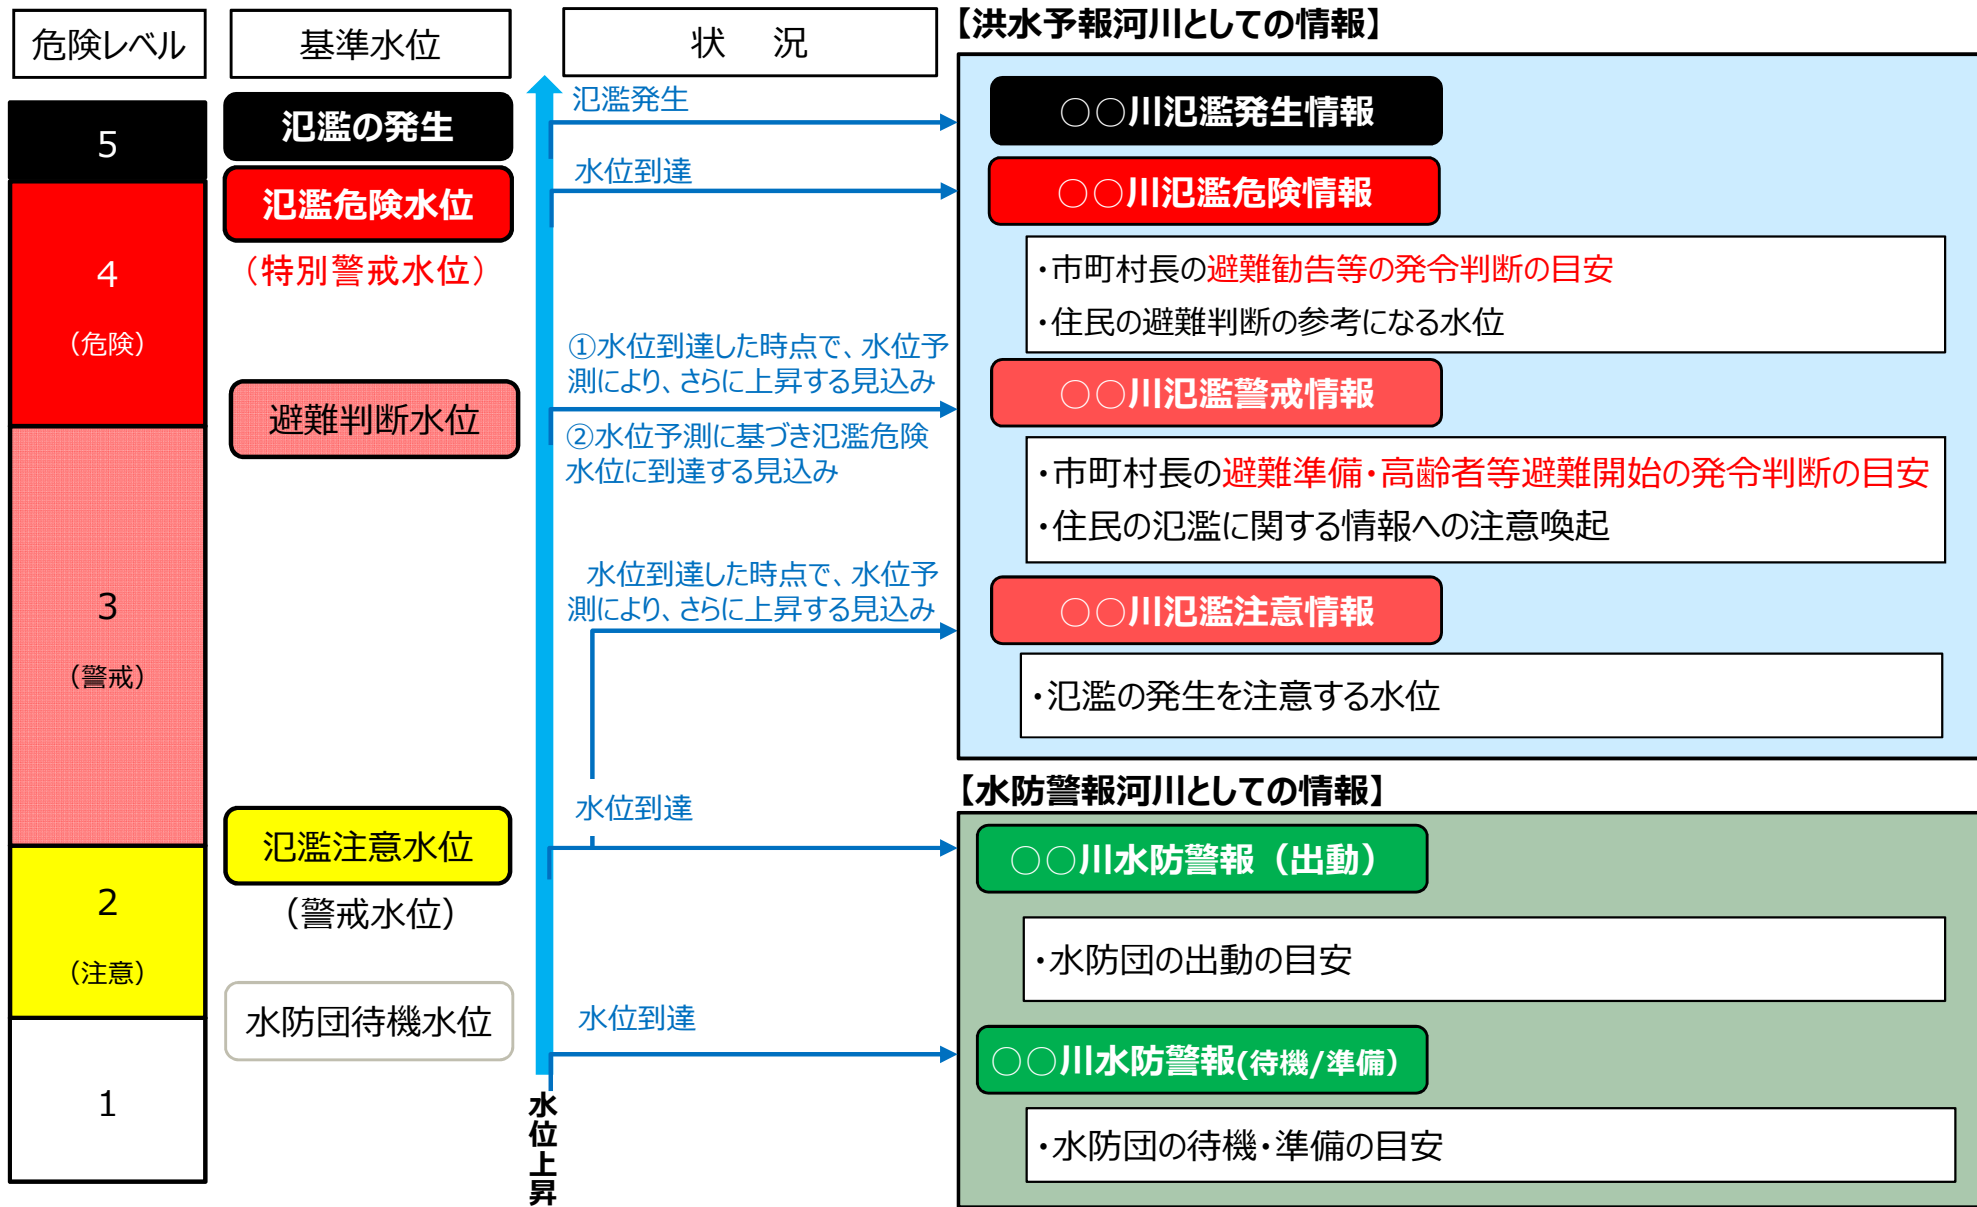 危険レベル
基準水位
状　況
【洪水予報河川としての情報】
5
氾濫の発生
氾濫発生
○○川氾濫発生情報
4
（危険）
氾濫危険水位
（特別警戒水位）
水位到達
○○川氾濫危険情報
・市町村長の避難勧告等の発令判断の目安
・住民の避難判断の参考になる水位
避難判断水位
①水位到達した時点で、水位予
測により、さらに上昇する見込み
②水位予測に基づき氾濫危険
水位に到達する見込み
○○川氾濫警戒情報
・市町村長の避難準備・高齢者等避難開始の発令判断の目安
・住民の氾濫に関する情報への注意喚起
3
（警戒）
水位到達した時点で、水位予
測により、さらに上昇する見込み
○○川氾濫注意情報
・氾濫の発生を注意する水位
【水防警報河川としての情報】
2
（注意）
氾濫注意水位
（警戒水位）
水位到達
○○川水防警報（出動）
・水防団の出動の目安
水防団待機水位
水位到達
○○川水防警報(待機/準備）
・水防団の待機・準備の目安
1
水位上昇